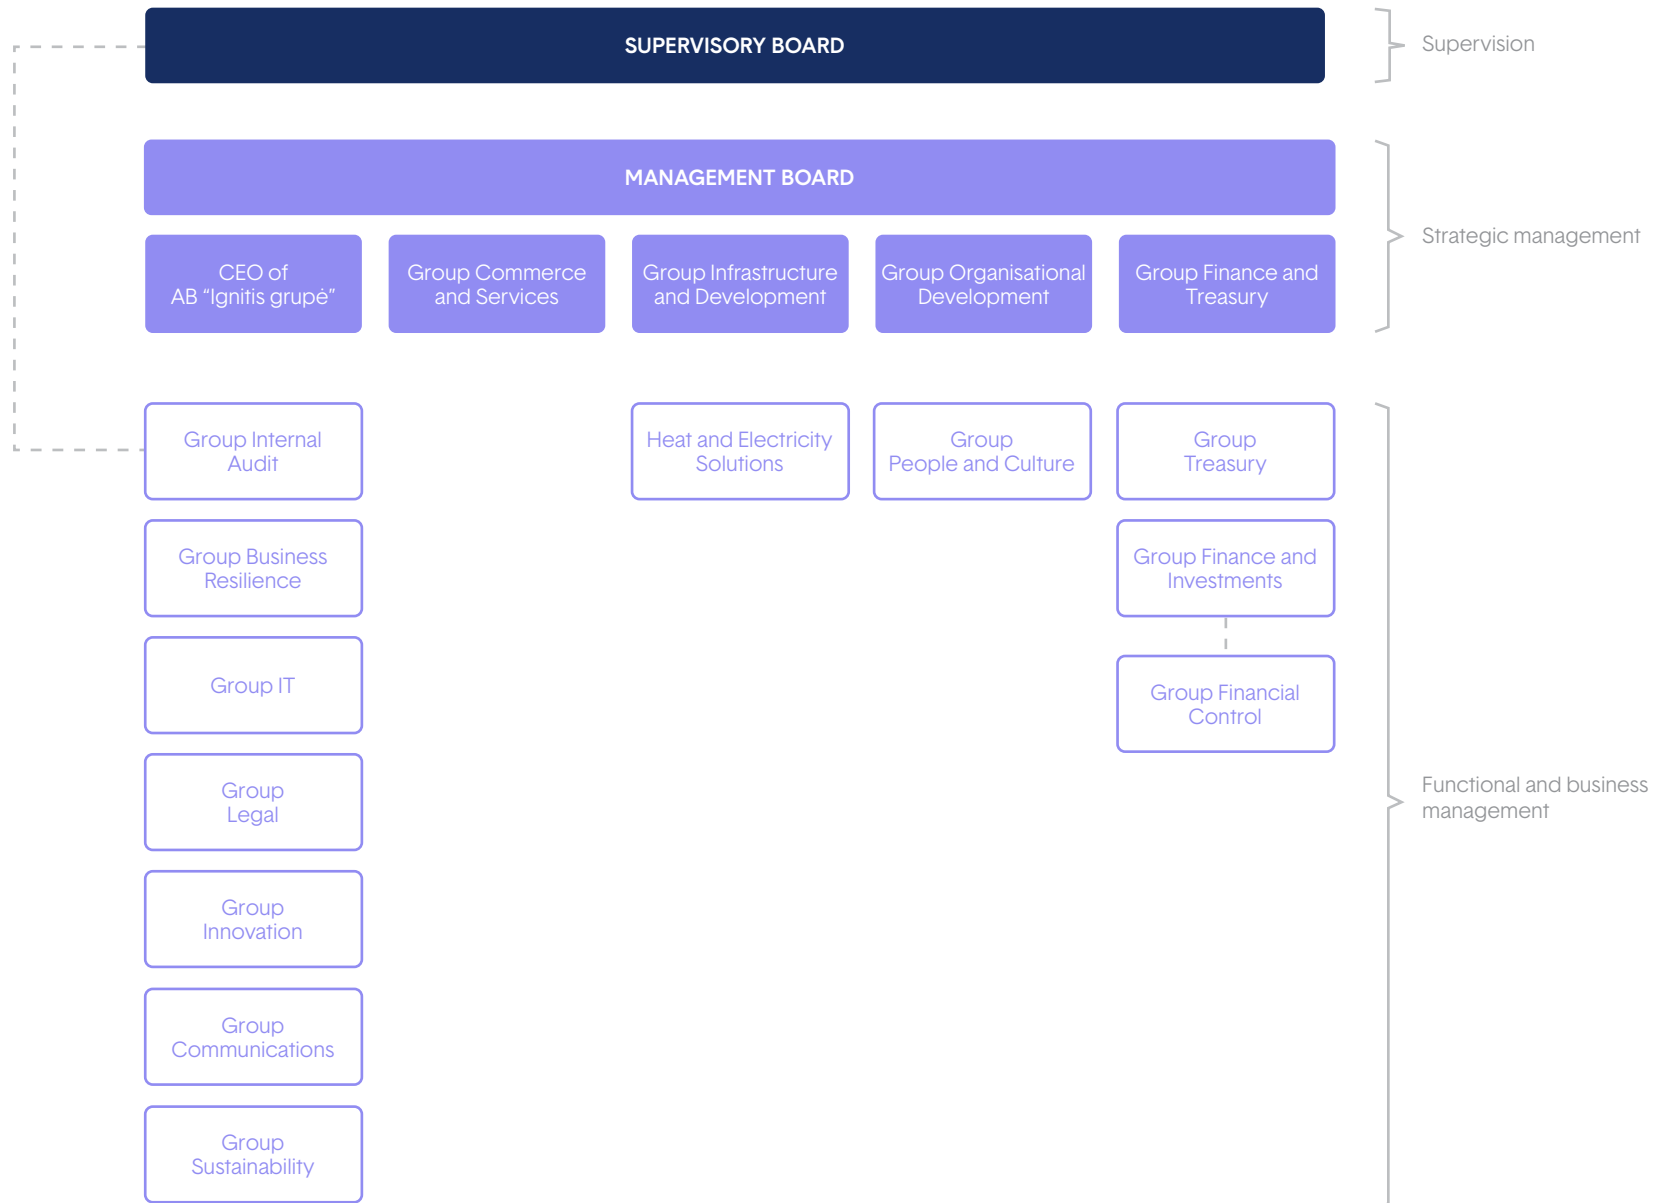 SUPERVISORY BOARD
Supervision
MANAGEMENT BOARD
Strategic management
CEO of
AB “Ignitis grupė”
Group Commerce
and Services
Group Infrastructure
and Development
Group Organisational
Development
Group Finance and
Treasury
Group Internal
Audit
Heat and Electricity
Solutions
Group
People and Culture
Group
Treasury
Group Business
Resilience
Group Finance and
Investments
Group IT
Group Financial
Control
Group
Legal
Functional and business
management
Group
Innovation
Group
Communications
Group
Sustainability